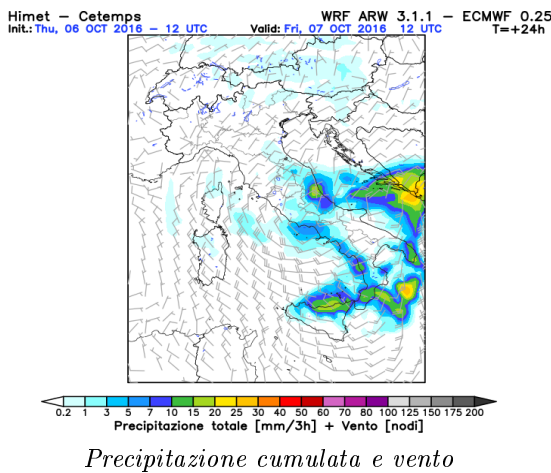 Himet – Cetemps WRF ARW 3.1.1 – ECMWF 0.25
Init.: Thu, 06 OCT 2016 – 12 UTC Valid: Fri, 07 OCT 2016 12 UTC T=+24h
0.2 1 3 5 7 10 15 20 25 30 40 50 60 70 80 100 125 150 175 200
Precipitazione totale [mm/3h] + Vento [nodi]
Precipitazione cumulata e vento